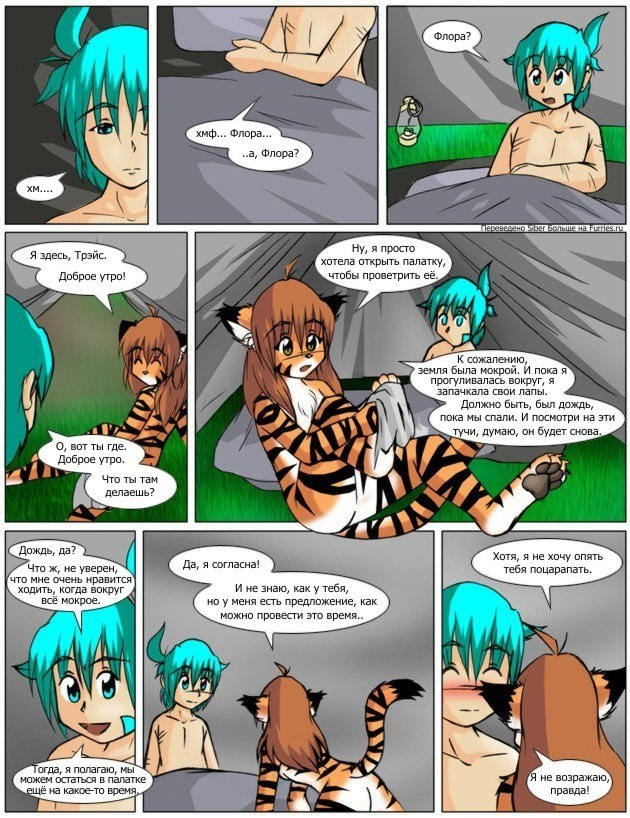 хм....
хмф... Флора...
..а, Флора?
Флора?
Переведено Siber Больше на Furries.ru
Я здесь, Трэйс.
Доброе утро!
О, вот ты где.
Доброе утро.
Что ты там
делаешь?
Ну, я просто
хотела открыть палатку,
чтобы проветрить её.
К сожалению,
земля была мокрой. И пока я
прогуливалась вокруг, я
запачкала свои лапы.
Должно быть, был дождь,
пока мы спали. И посмотри на эти
тучи, думаю, он будет снова.
Дождь, да?
Что ж, не уверен,
что мне очень нравится
ходить, когда вокруг
всё мокрое.
Тогда, я полагаю, мы
можем остаться в палатке
ещё на какое-то время.
Да, я согласна!
И не знаю, как у тебя,
но у меня есть предложение, как
можно провести это время..
Хотя, я не хочу опять
тебя поцарапать.
Я не возражаю,
правда!